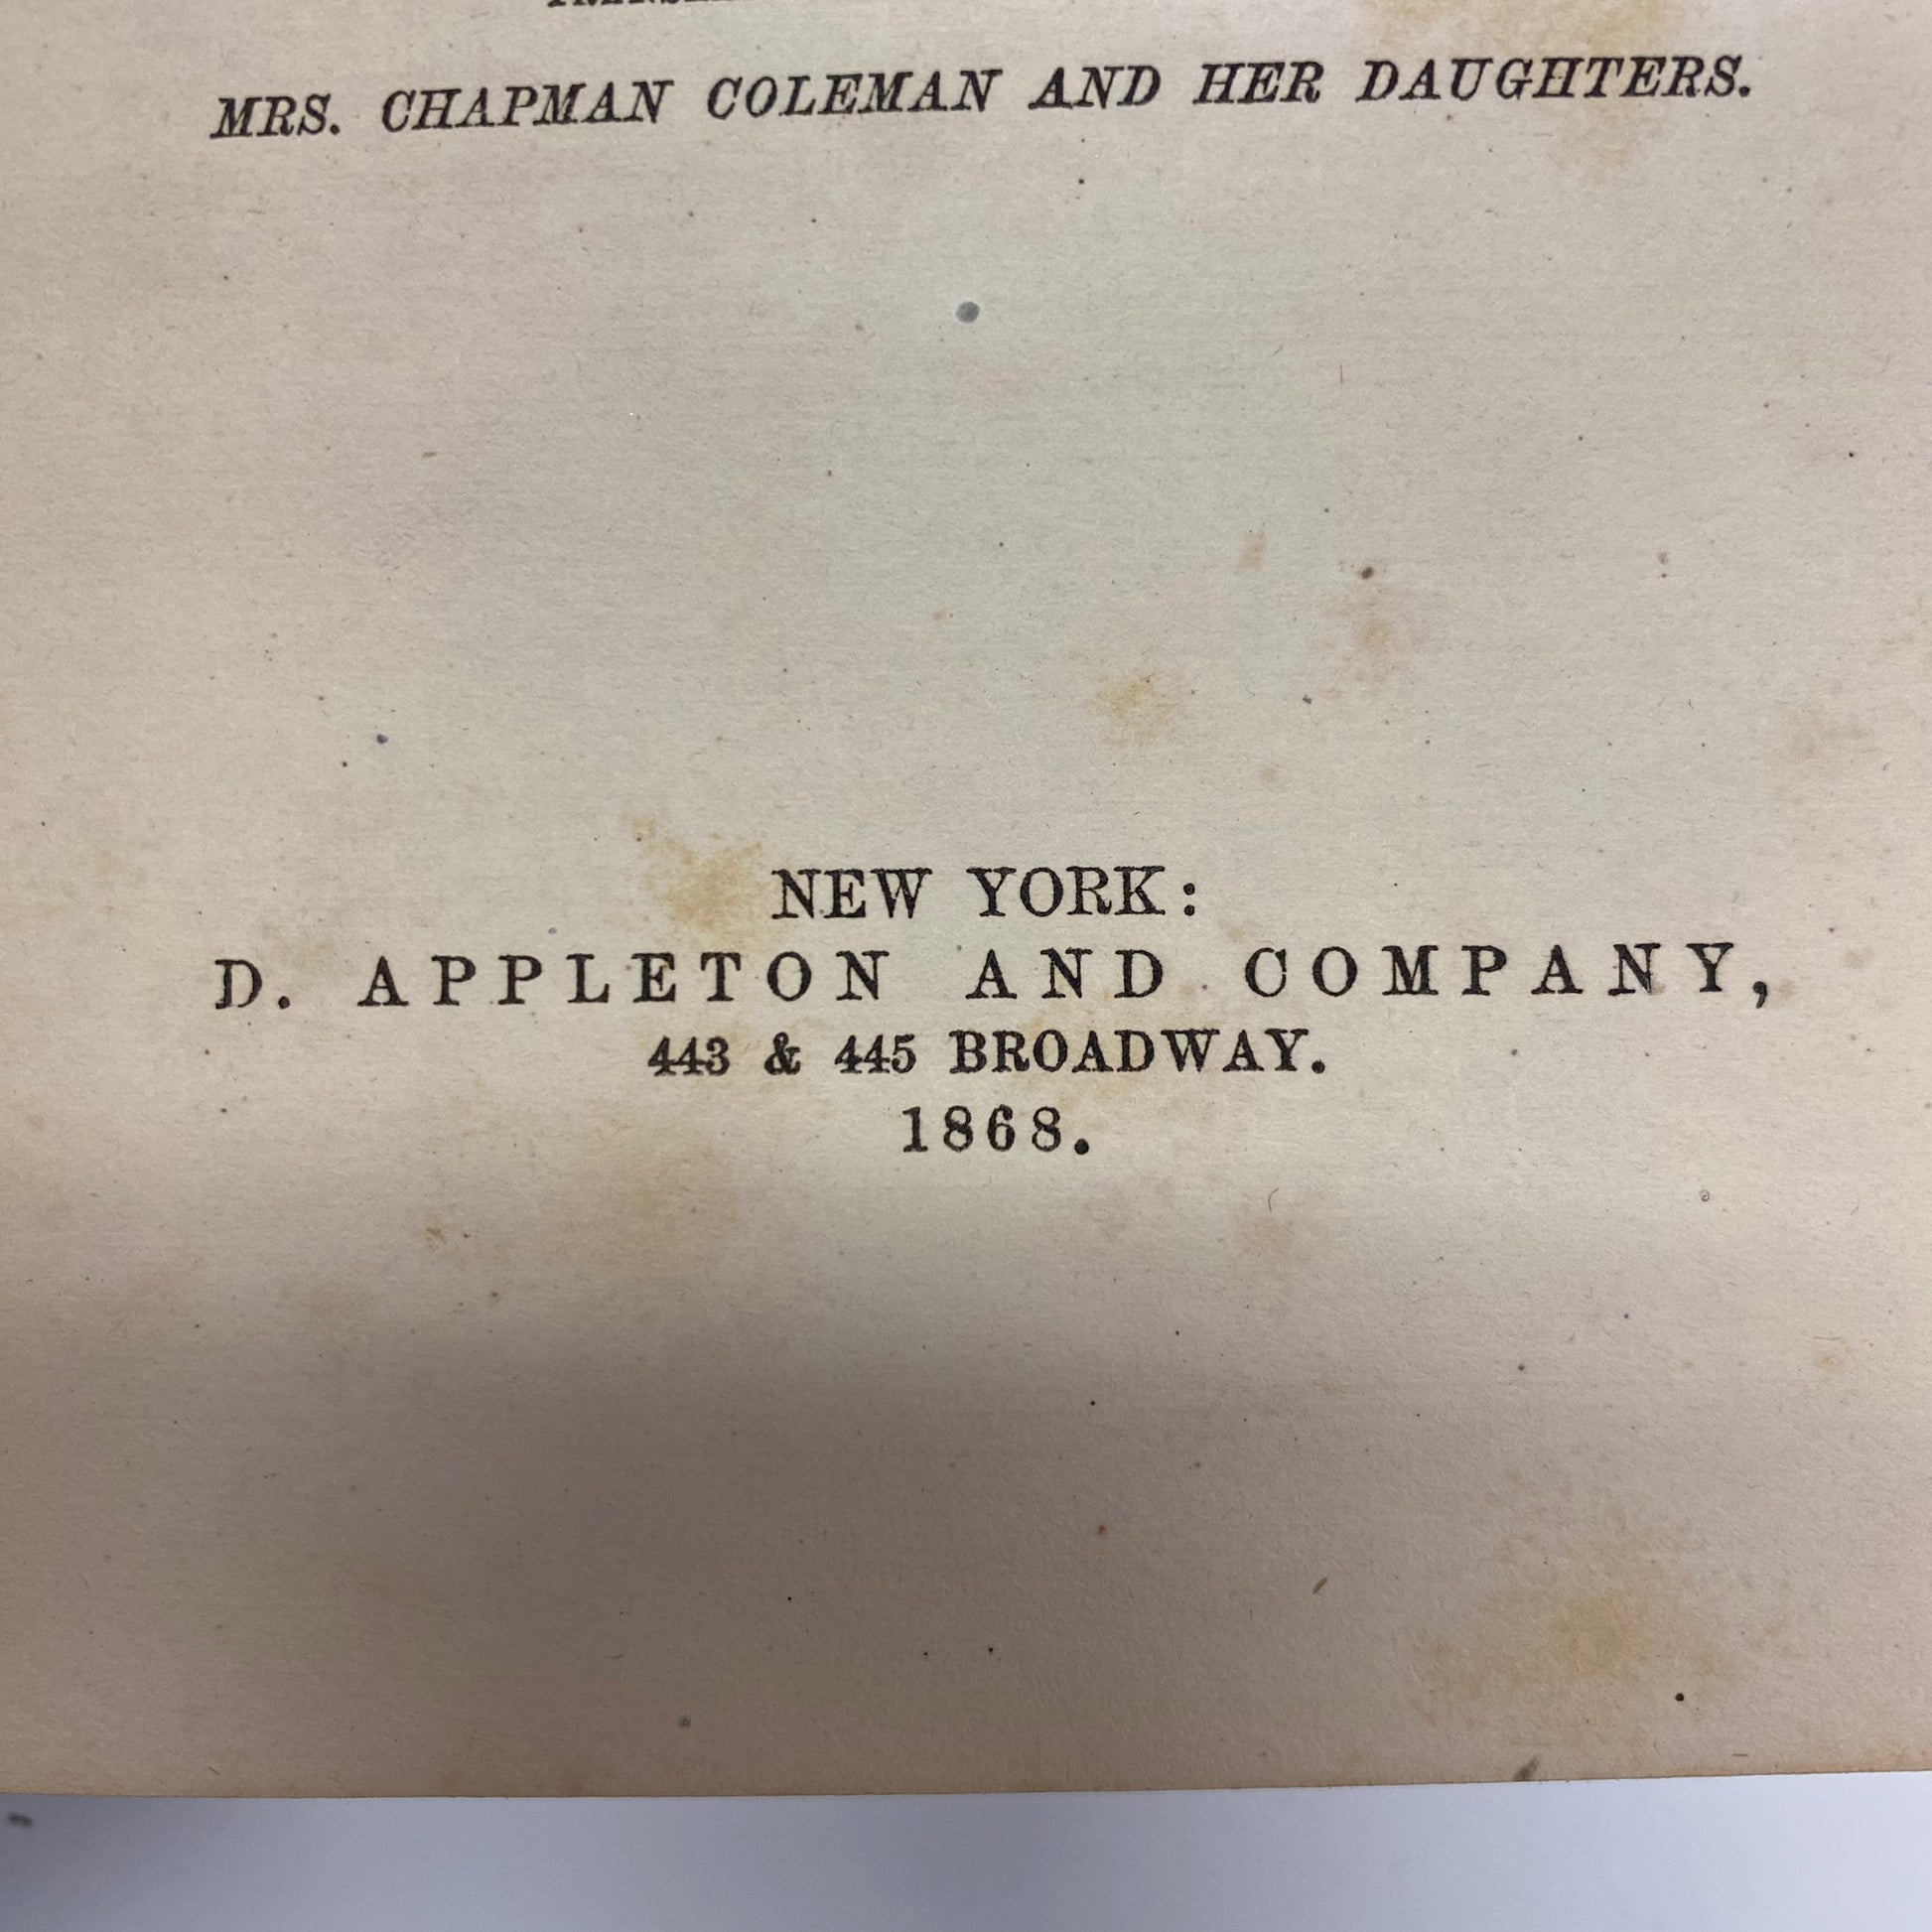 MRS. CHAPMAN COLEMAN AND HER DAUGHTERS.
NEW YORK:
D. APPLETON AND COMPANY,
443 & 445 BROADWAY.
1868.